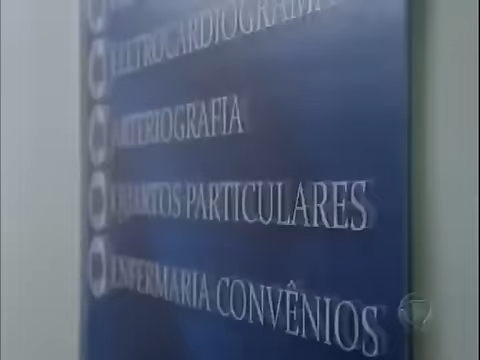 ELETROCARDIOGRAMA
ARTERIOGRAFIA
QUARTOS PARTICULARES
ENFERMARIA CONVÊNIOS